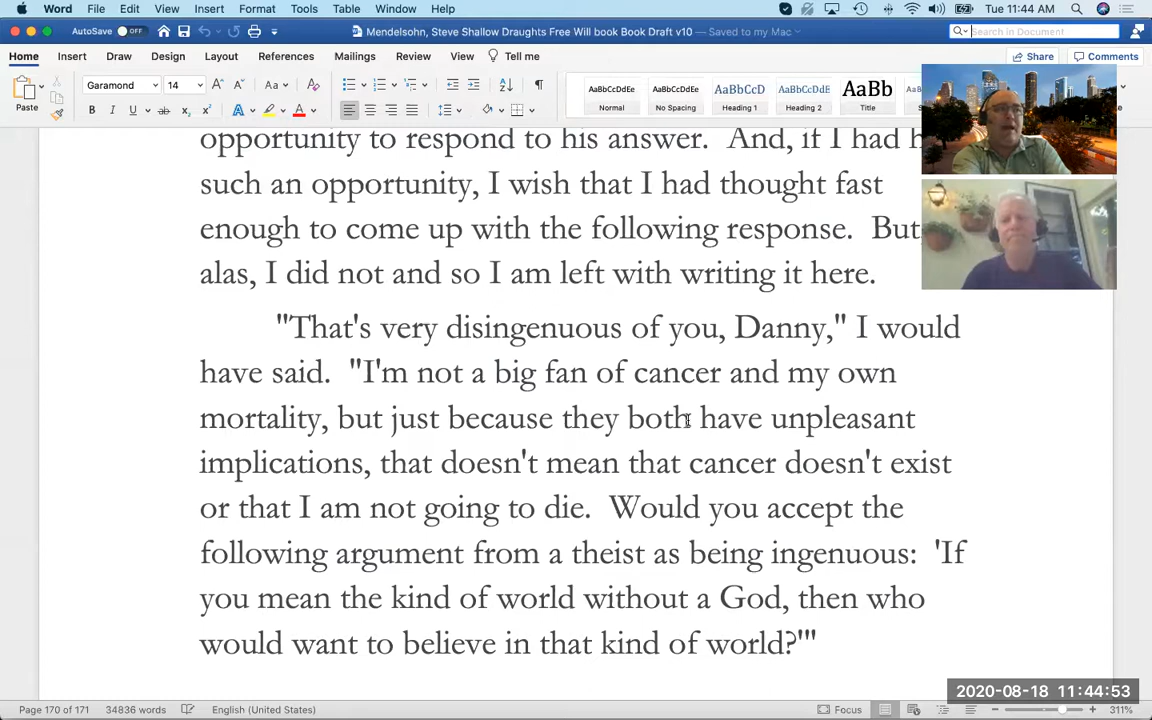 Word File Edit View Insert Format Tools Table Window Help Tue 11:44 AM
AutoSave OFF Mendelsohn, Steve Shallow Draughts Free Will book Book Draft v10 — Saved to my Mac Search in Document
Home Insert Draw Design Layout References Mailings Review View Tell me Share Comments
Paste Garamond 14 AaBbCcDdEe AaBbCcDdEe AaBbCcD AaBbCcDdE AaBb
Normal No Spacing Heading 1 Heading 2 Title
opportunity to respond to his answer. And, if I had
such an opportunity, I wish that I had thought fast
enough to come up with the following response. But,
alas, I did not and so I am left with writing it here.
"That's very disingenuous of you, Danny," I would
have said. "I'm not a big fan of cancer and my own
mortality, but just because they both have unpleasant
implications, that doesn't mean that cancer doesn't exist
or that I am not going to die. Would you accept the
following argument from a theist as being ingenuous: 'If
you mean the kind of world without a God, then who
would want to believe in that kind of world?'"
2020-08-18 11:44:53
Page 170 of 171 34836 words English (United States) Focus 311%